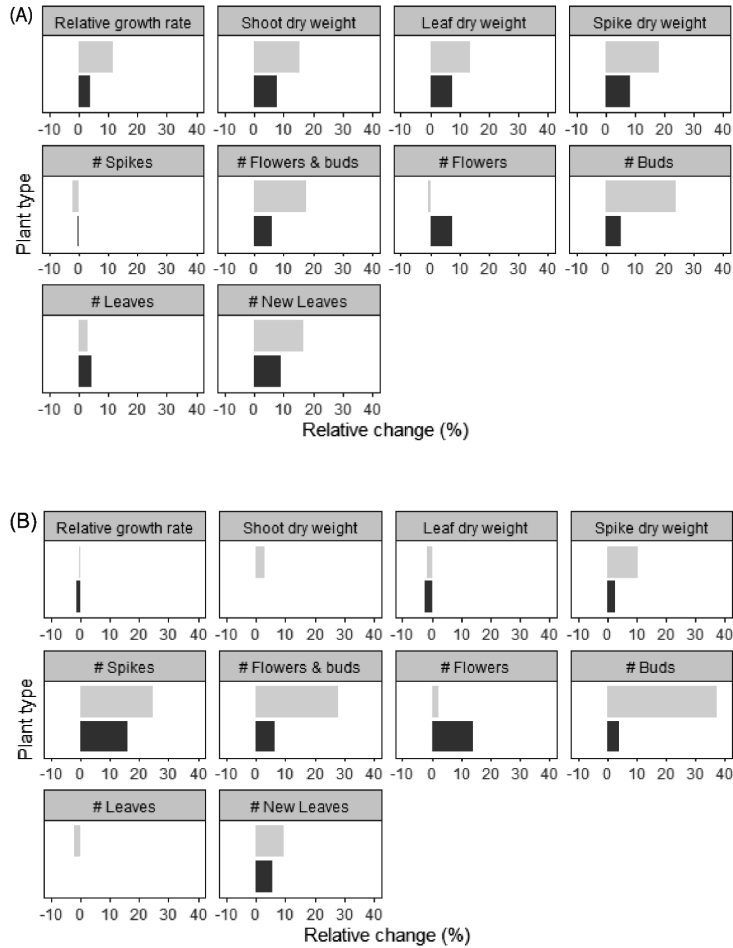 (A)
Relative growth rate Shoot dry weight Leaf dry weight Spike dry weight
-10 0 10 20 30 40 -10 0 10 20 30 40 -10 0 10 20 30 40 -10 0 10 20 30 40
# Spikes # Flowers & buds # Flowers # Buds
Plant type
-10 0 10 20 30 40 -10 0 10 20 30 40 -10 0 10 20 30 40 -10 0 10 20 30 40
# Leaves # New Leaves
-10 0 10 20 30 40 -10 0 10 20 30 40
Relative change (%)
(B)
Relative growth rate Shoot dry weight Leaf dry weight Spike dry weight
-10 0 10 20 30 40 -10 0 10 20 30 40 -10 0 10 20 30 40 -10 0 10 20 30 40
# Spikes # Flowers & buds # Flowers # Buds
Plant type
-10 0 10 20 30 40 -10 0 10 20 30 40 -10 0 10 20 30 40 -10 0 10 20 30 40
# Leaves # New Leaves
-10 0 10 20 30 40 -10 0 10 20 30 40
Relative change (%)